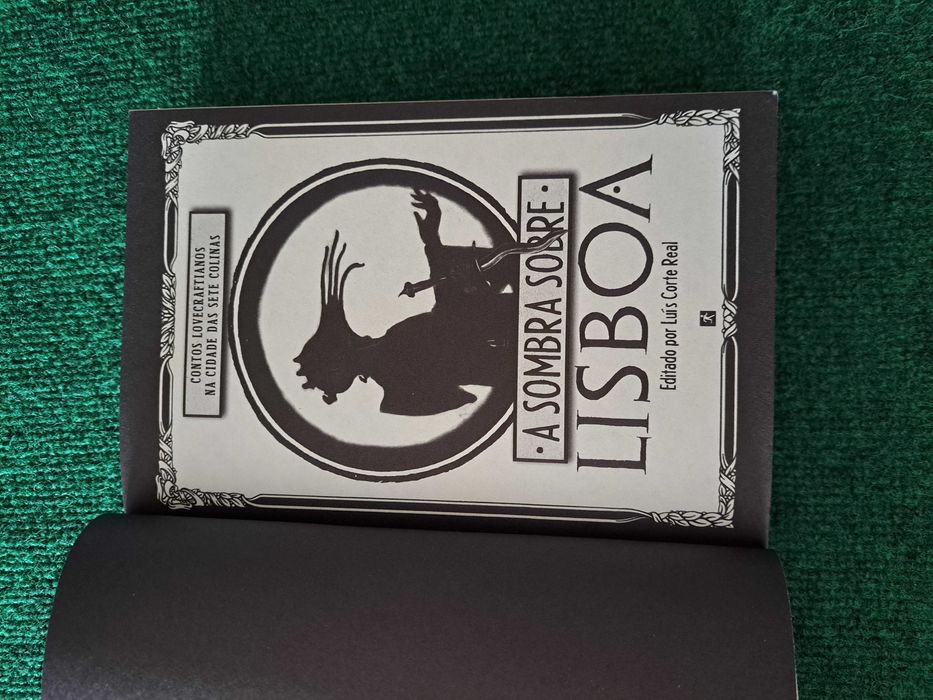 CONTOS LOVECRAFTIANOS
NA CIDADE DAS SETE COLINAS
· A SOMBRA SOBRE ·
LISBOA
Editado por Luís Corte Real